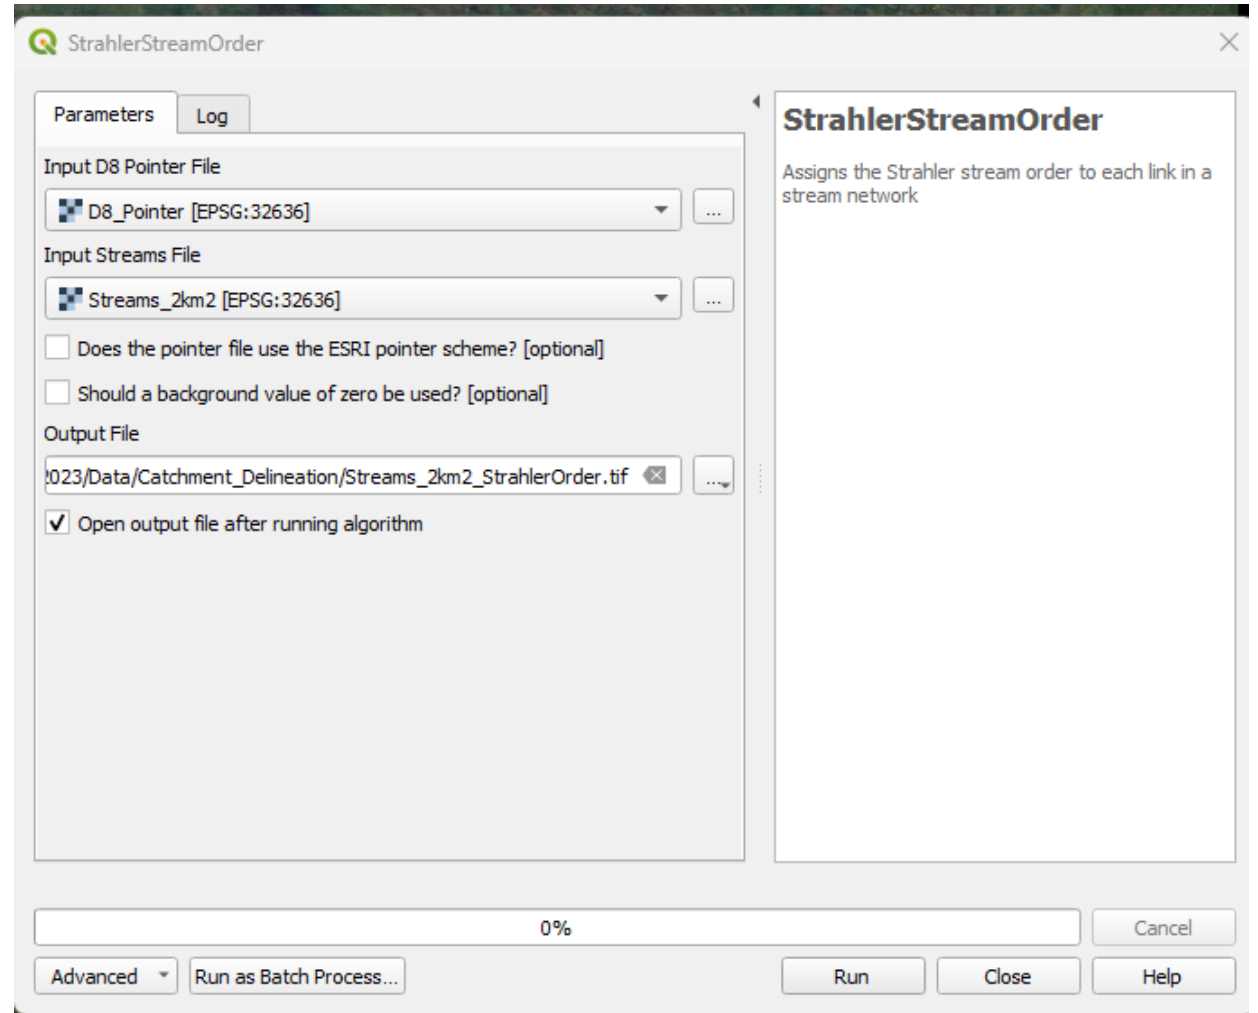 StrahlerStreamOrder
Parameters
Log
Input D8 Pointer File
D8_Pointer [EPSG:32636]
...
Input Streams File
Streams_2km2 [EPSG:32636]
...
Does the pointer file use the ESRI pointer scheme? [optional]
Should a background value of zero be used? [optional]
Output File
2023/Data/Catchment_Delineation/Streams_2km2_StrahlerOrder.tif
...
Open output file after running algorithm
StrahlerStreamOrder
Assigns the Strahler stream order to each link in a
stream network
0%
Cancel
Advanced
Run as Batch Process...
Run
Close
Help